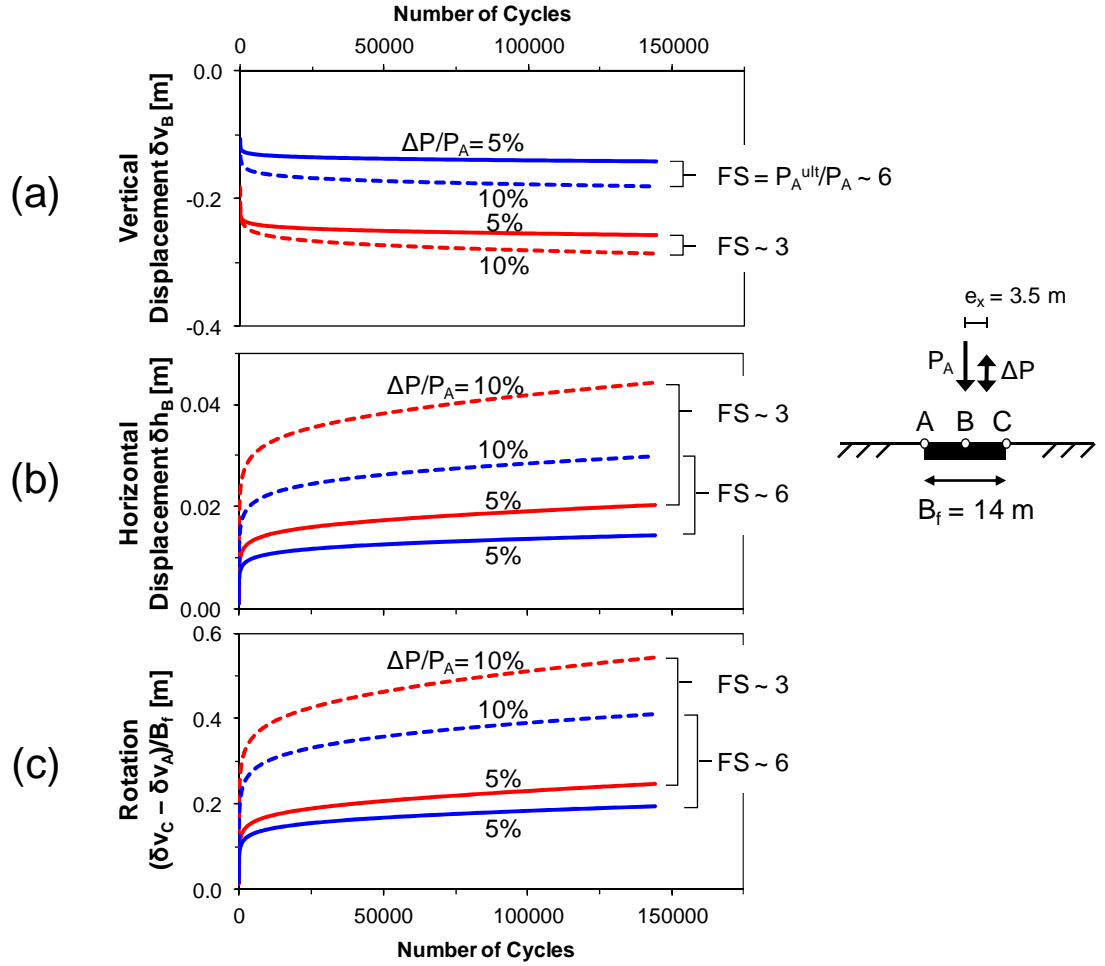 Number of Cycles
0 50000 100000 150000
(a)
Vertical
Displacement δv_B [m]
0.0
-0.2
-0.4
ΔP/P_A = 5%
10%
5%
10%
FS = P_A^ult/P_A ~ 6
FS ~ 3
(b)
Horizontal
Displacement δh_B [m]
0.04
0.02
0.00
ΔP/P_A = 10%
10%
5%
5%
FS ~ 3
FS ~ 6
(c)
Rotation
(δv_C – δv_A)/B_f [m]
0.6
0.4
0.2
0.0
ΔP/P_A = 10%
10%
5%
5%
FS ~ 3
FS ~ 6
0 50000 100000 150000
Number of Cycles
e_x = 3.5 m
P_A ΔP
A B C
B_f = 14 m